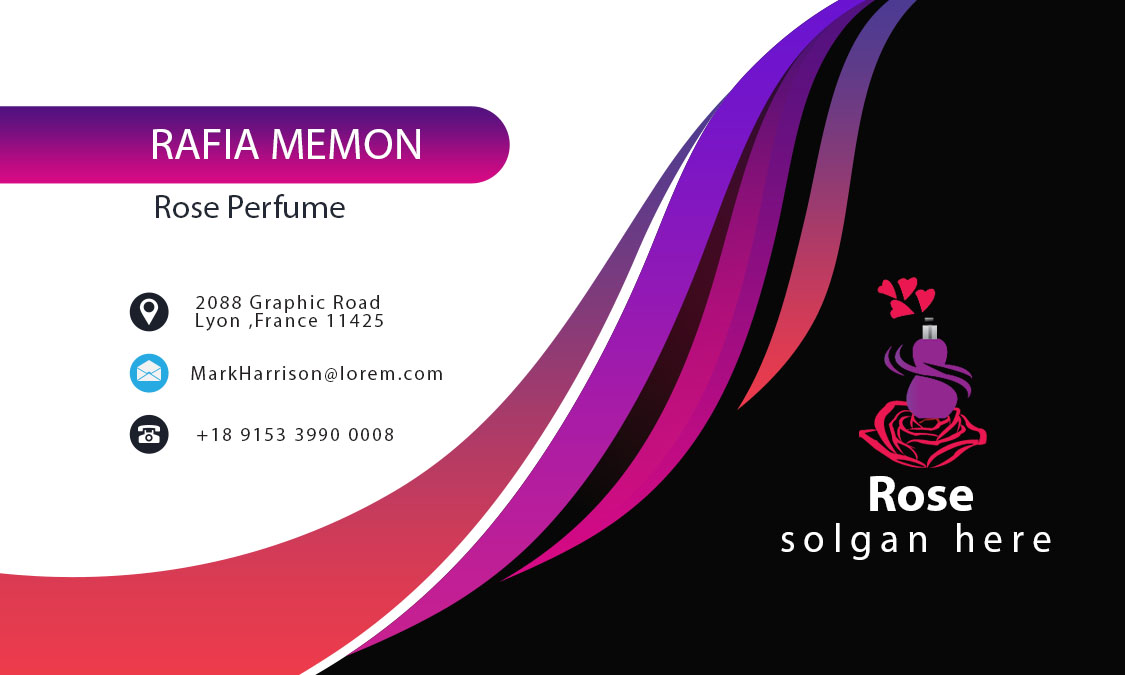 RAFIA MEMON
Rose Perfume
2088 Graphic Road
Lyon ,France 11425
MarkHarrison@lorem.com
+18 9153 3990 0008
Rose
solgan here